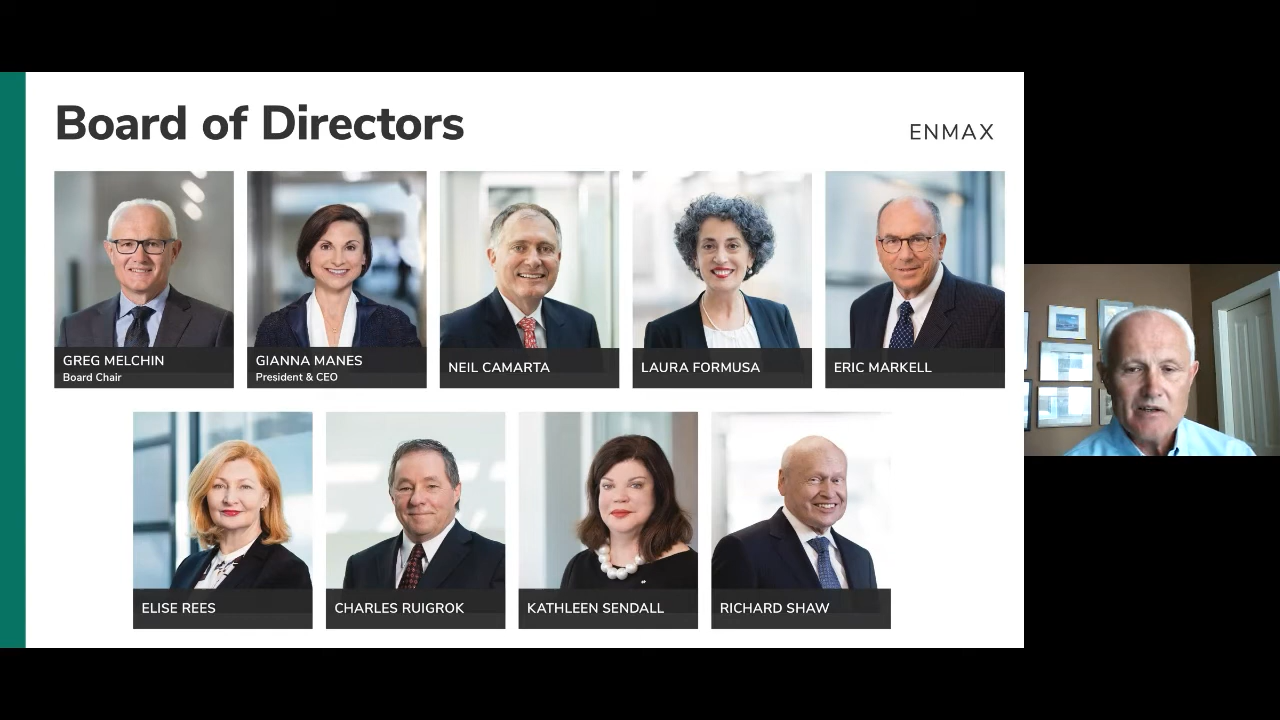 Board of Directors
ENMAX
GREG MELCHIN
Board Chair
GIANNA MANES
President & CEO
NEIL CAMARTA
LAURA FORMUSA
ERIC MARKELL
ELISE REES
CHARLES RUIGROK
KATHLEEN SENDALL
RICHARD SHAW